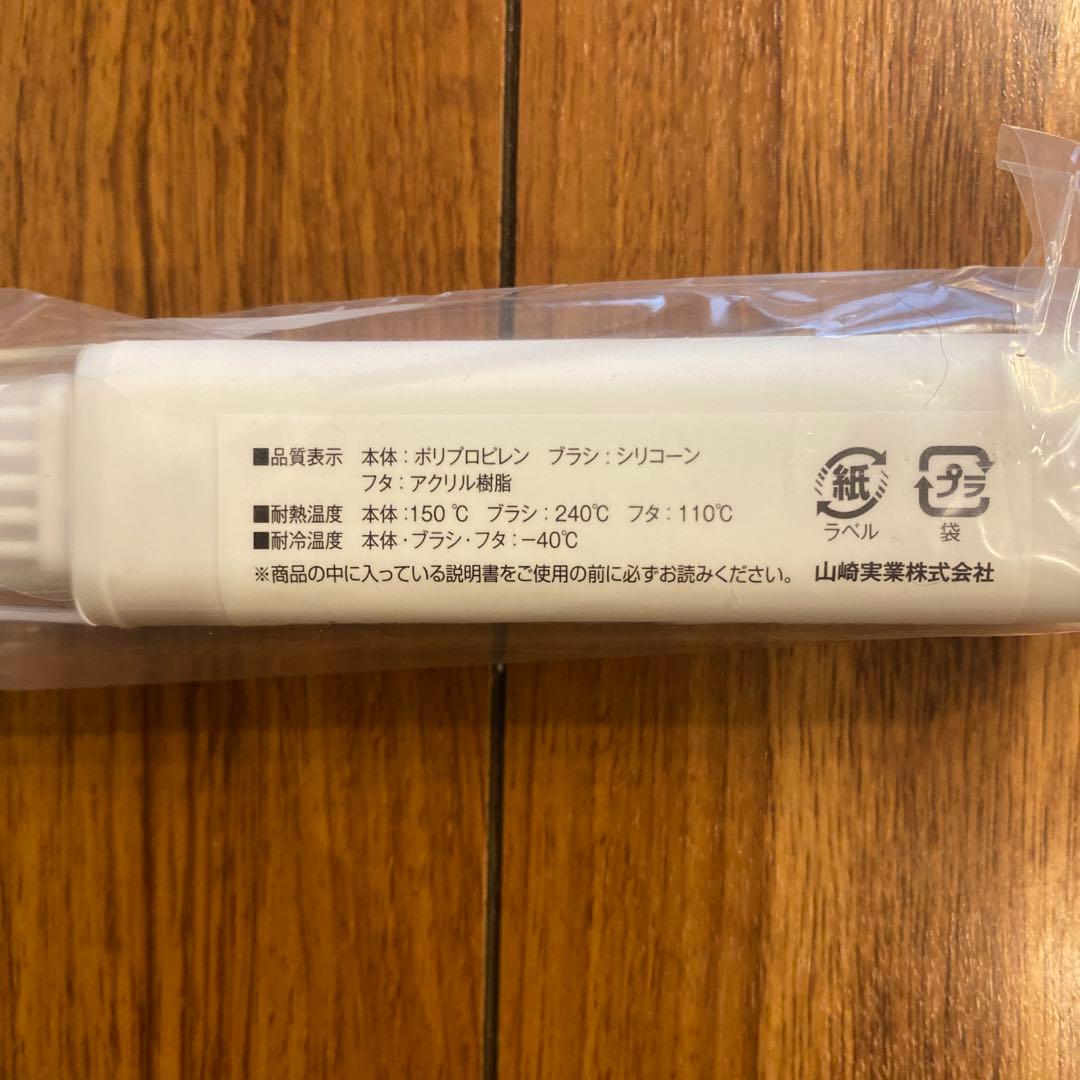 ■品質表示 本体：ポリプロピレン ブラシ：シリコーン
フタ：アクリル樹脂
■耐熱温度 本体：150℃ ブラシ：240℃ フタ：110℃
■耐冷温度 本体・ブラシ・フタ：−40℃
※商品の中に入っている説明書をご使用の前に必ずお読みください。
紙
ラベル
プラ
袋
山崎実業株式会社